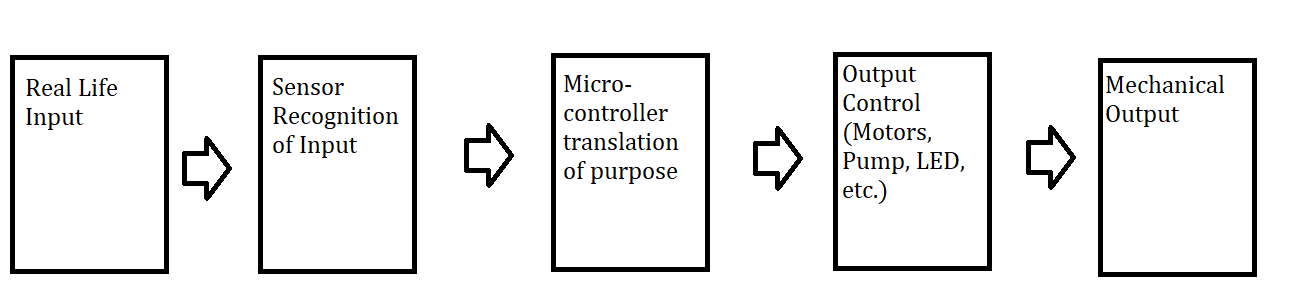 Real Life
Input
Sensor
Recognition
of Input
Micro-
controller
translation
of purpose
Output
Control
(Motors,
Pump, LED,
etc.)
Mechanical
Output